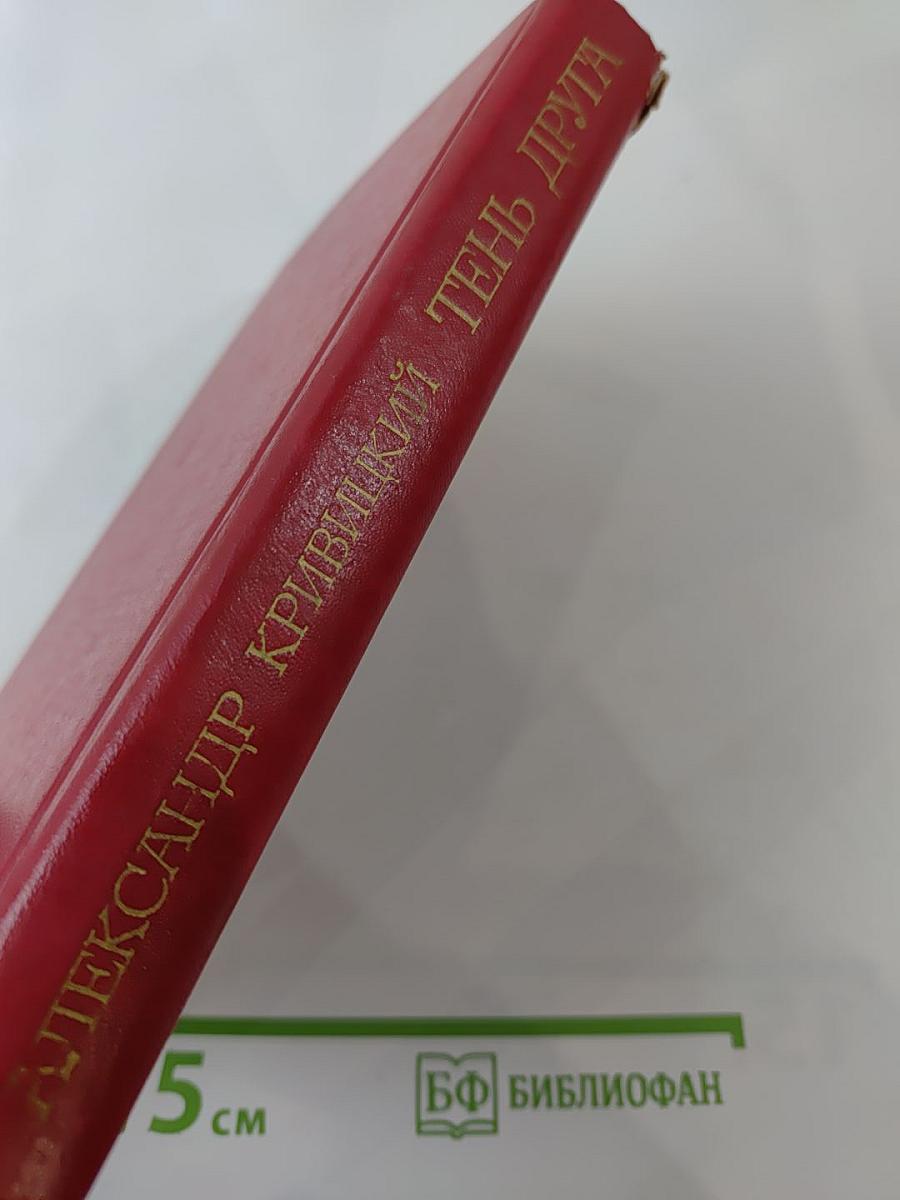 АЛЕКСАНДР КРИВИЦКИЙ ТЕНЬ ДРУГА
5 см
БФ БИБЛИОФАН